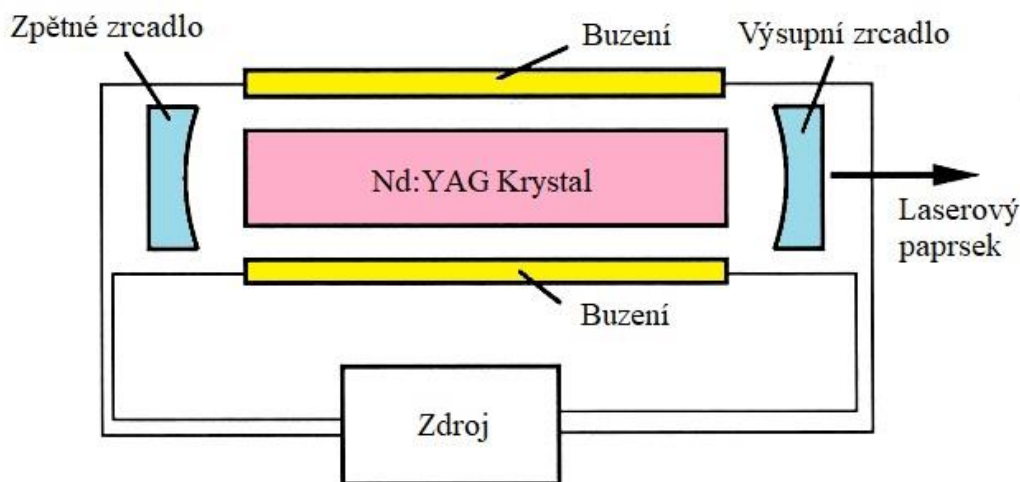 Zpětné zrcadlo
Buzení
Výsupní zrcadlo
Nd:YAG Krystal
Laserový
paprsek
Buzení
Zdroj